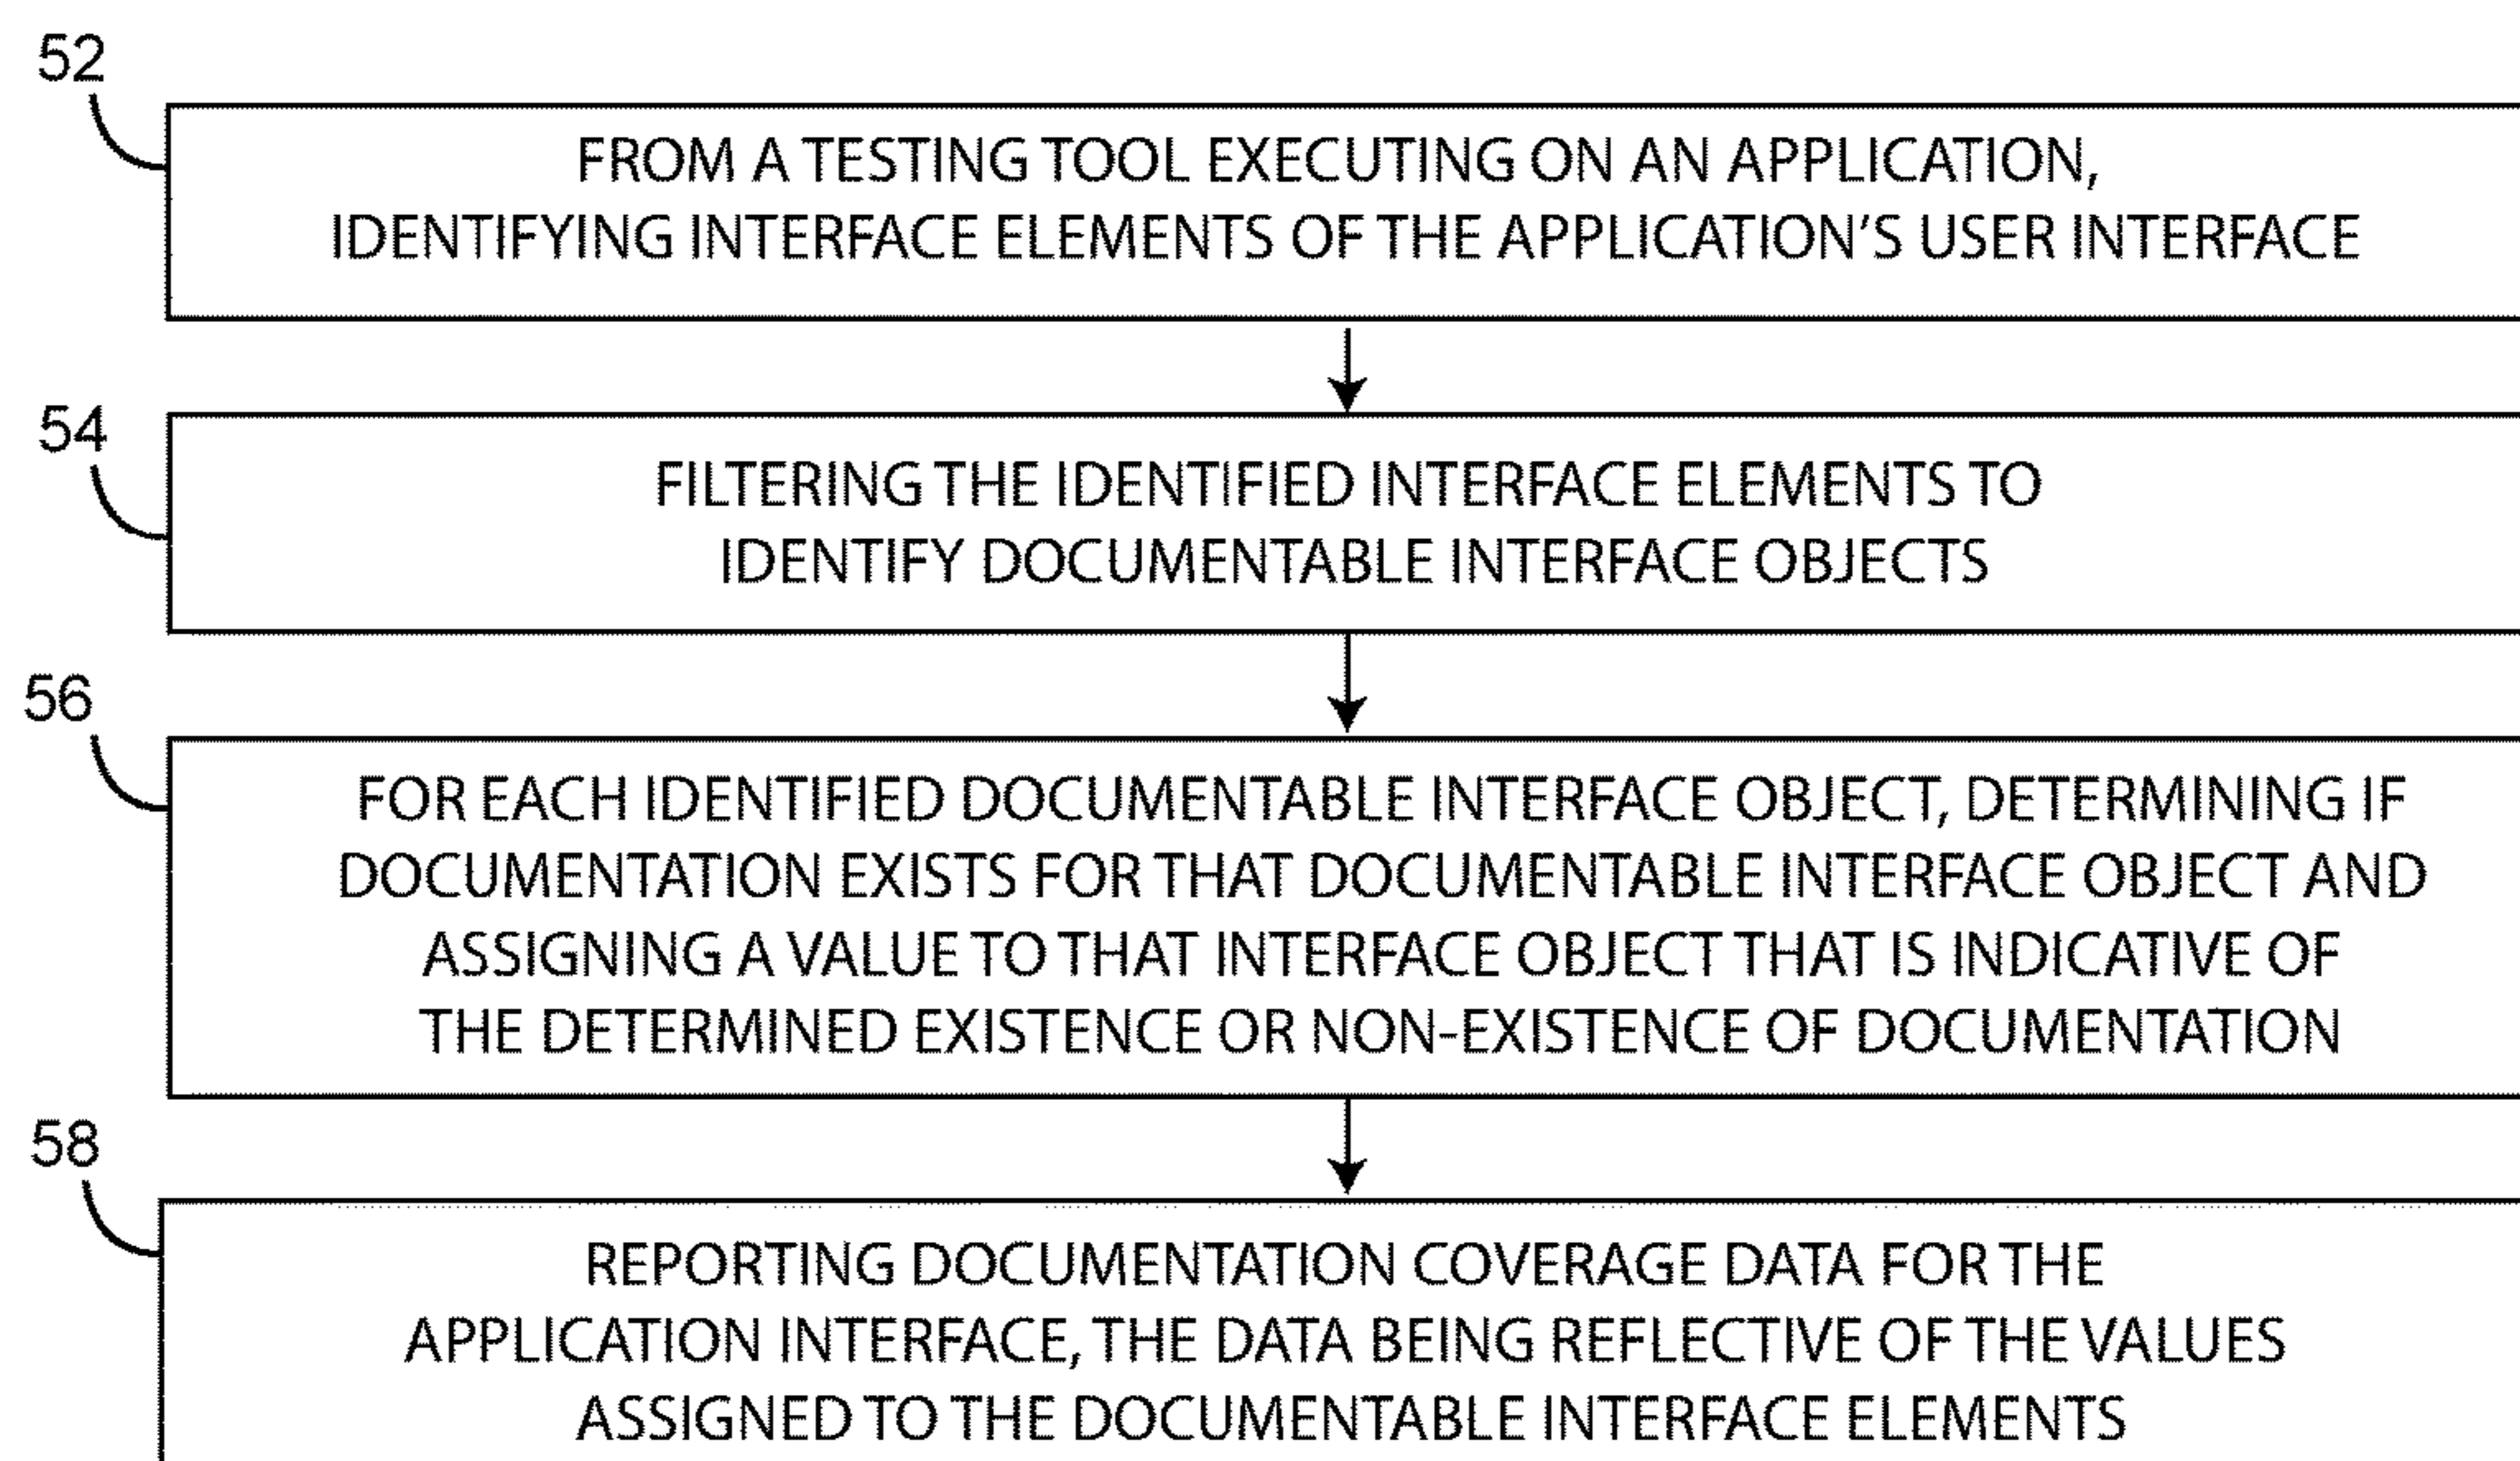 52
FROM A TESTING TOOL EXECUTING ON AN APPLICATION,
IDENTIFYING INTERFACE ELEMENTS OF THE APPLICATION'S USER INTERFACE
54
FILTERING THE IDENTIFIED INTERFACE ELEMENTS TO
IDENTIFY DOCUMENTABLE INTERFACE OBJECTS
56
FOR EACH IDENTIFIED DOCUMENTABLE INTERFACE OBJECT, DETERMINING IF
DOCUMENTATION EXISTS FOR THAT DOCUMENTABLE INTERFACE OBJECT AND
ASSIGNING A VALUE TO THAT INTERFACE OBJECT THAT IS INDICATIVE OF
THE DETERMINED EXISTENCE OR NON-EXISTENCE OF DOCUMENTATION
58
REPORTING DOCUMENTATION COVERAGE DATA FOR THE
APPLICATION INTERFACE, THE DATA BEING REFLECTIVE OF THE VALUES
ASSIGNED TO THE DOCUMENTABLE INTERFACE ELEMENTS